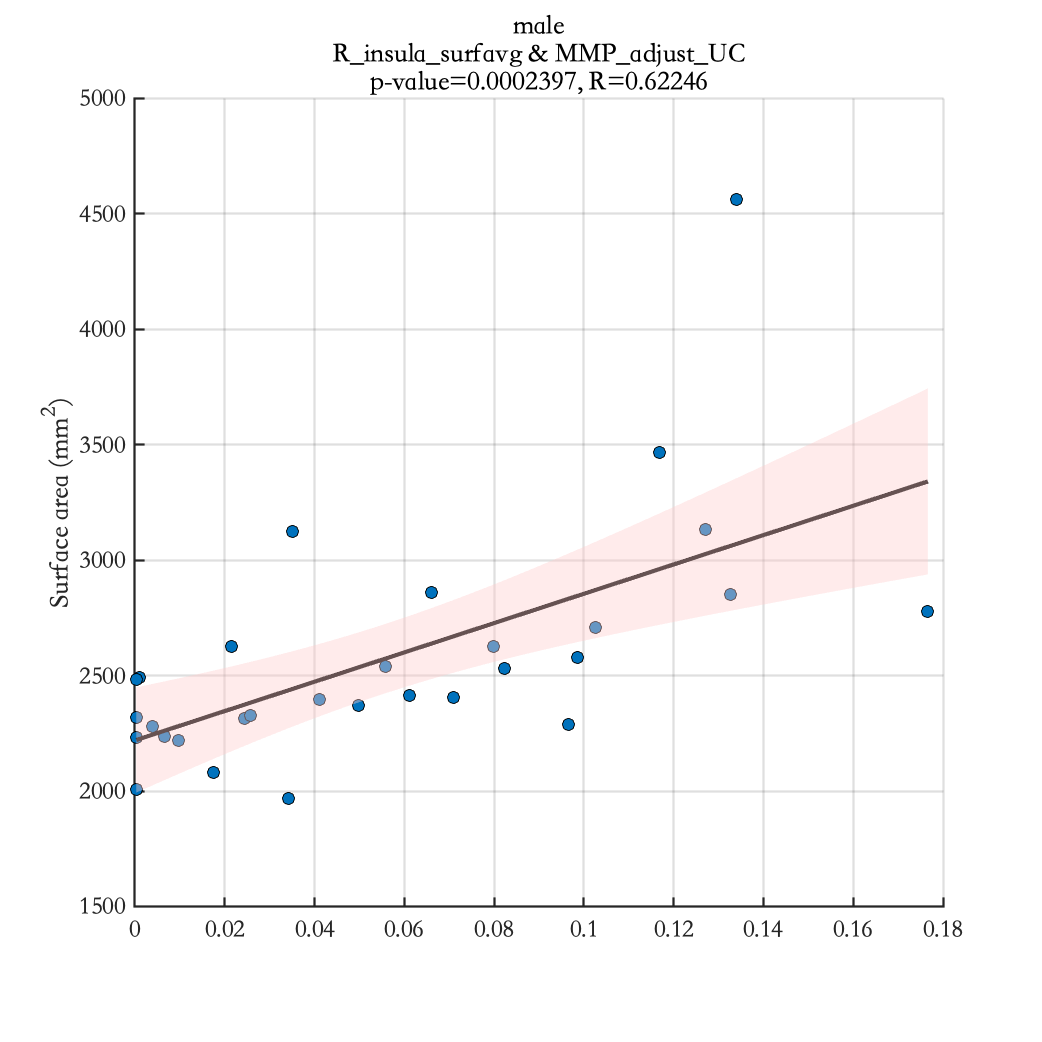 male
R_insula_surfavg & MMP_adjust_UC
p-value=0.0002397, R=0.62246
5000
4500
4000
3500
3000
2500
2000
1500
Surface area (mm²)
0 0.02 0.04 0.06 0.08 0.1 0.12 0.14 0.16 0.18